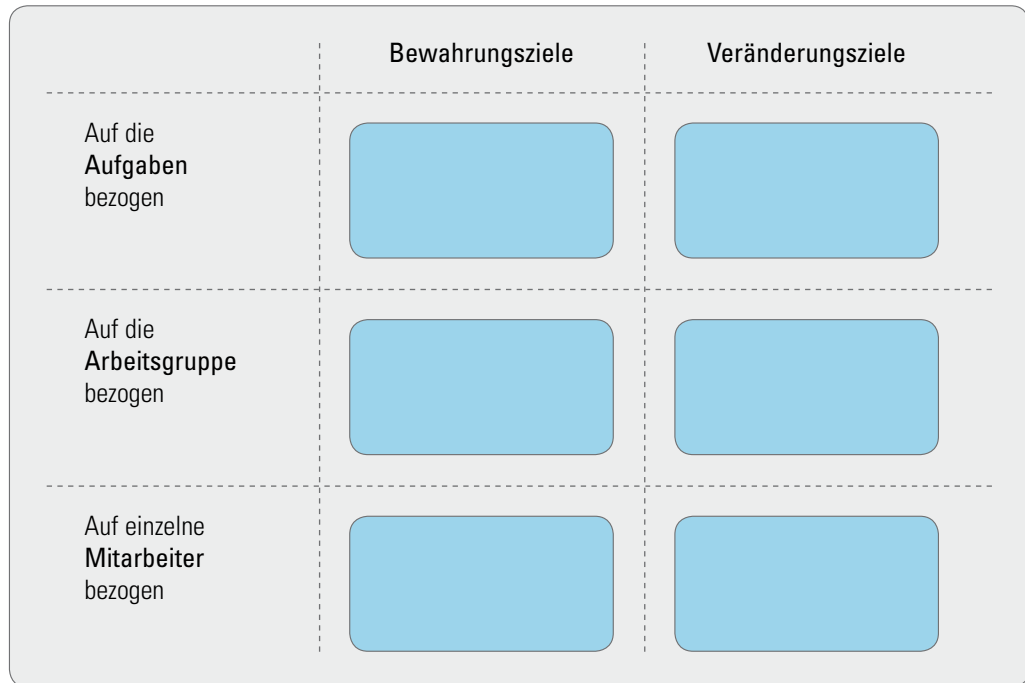 Bewahrungsziele Veränderungsziele
Auf die
Aufgaben
bezogen
Auf die
Arbeitsgruppe
bezogen
Auf einzelne
Mitarbeiter
bezogen